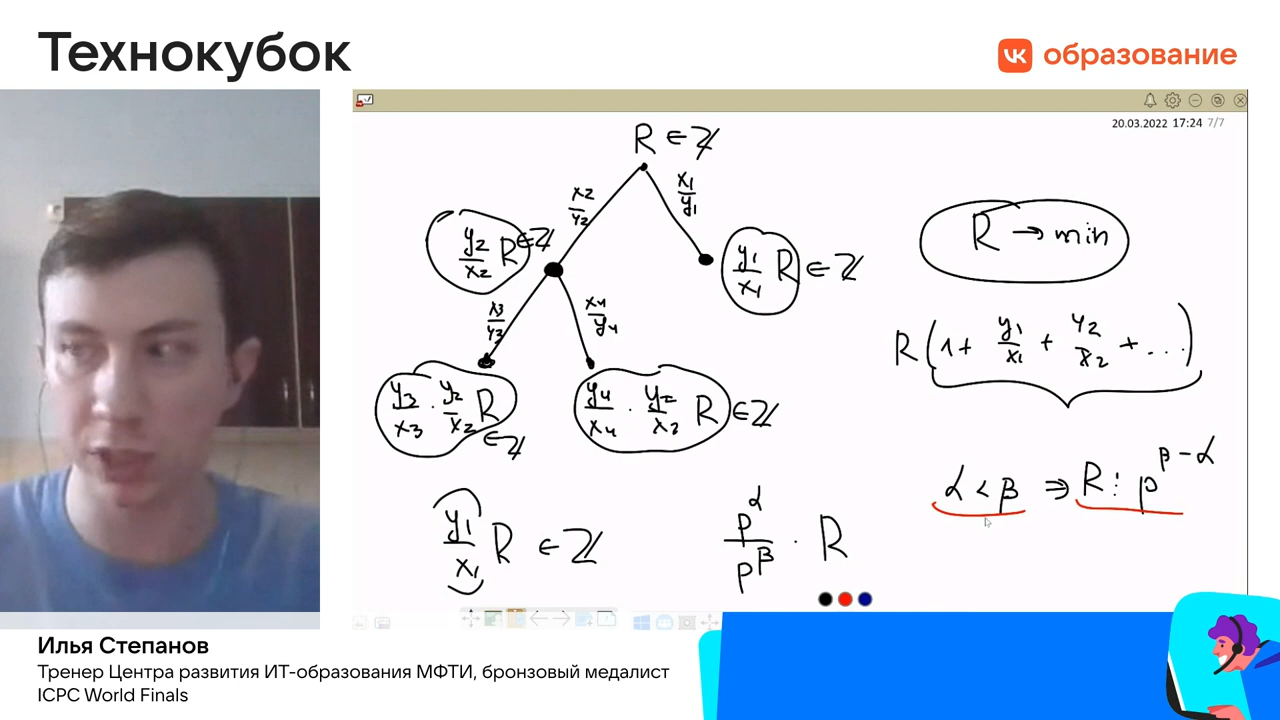 Технокубок
VK образование
20.03.2022 17:24 7/7
R ∈ ℤ
x2/y2
x1/y1
y2/x2 R ∈ ℤ
y1/x1 R ∈ ℤ
R → min
x3/y3
x4/y4
R (1 + y1/x1 + y2/x2 + ...)
y3/x3 · y2/x2 R ∈ ℤ
y4/x4 · y2/x2 R ∈ ℤ
α < β ⇒ R ⋮ p^(β-α)
y1/x1 R ∈ ℤ
p^α/p^β · R
Илья Степанов
Тренер Центра развития ИТ-образования МФТИ, бронзовый медалист
ICPC World Finals